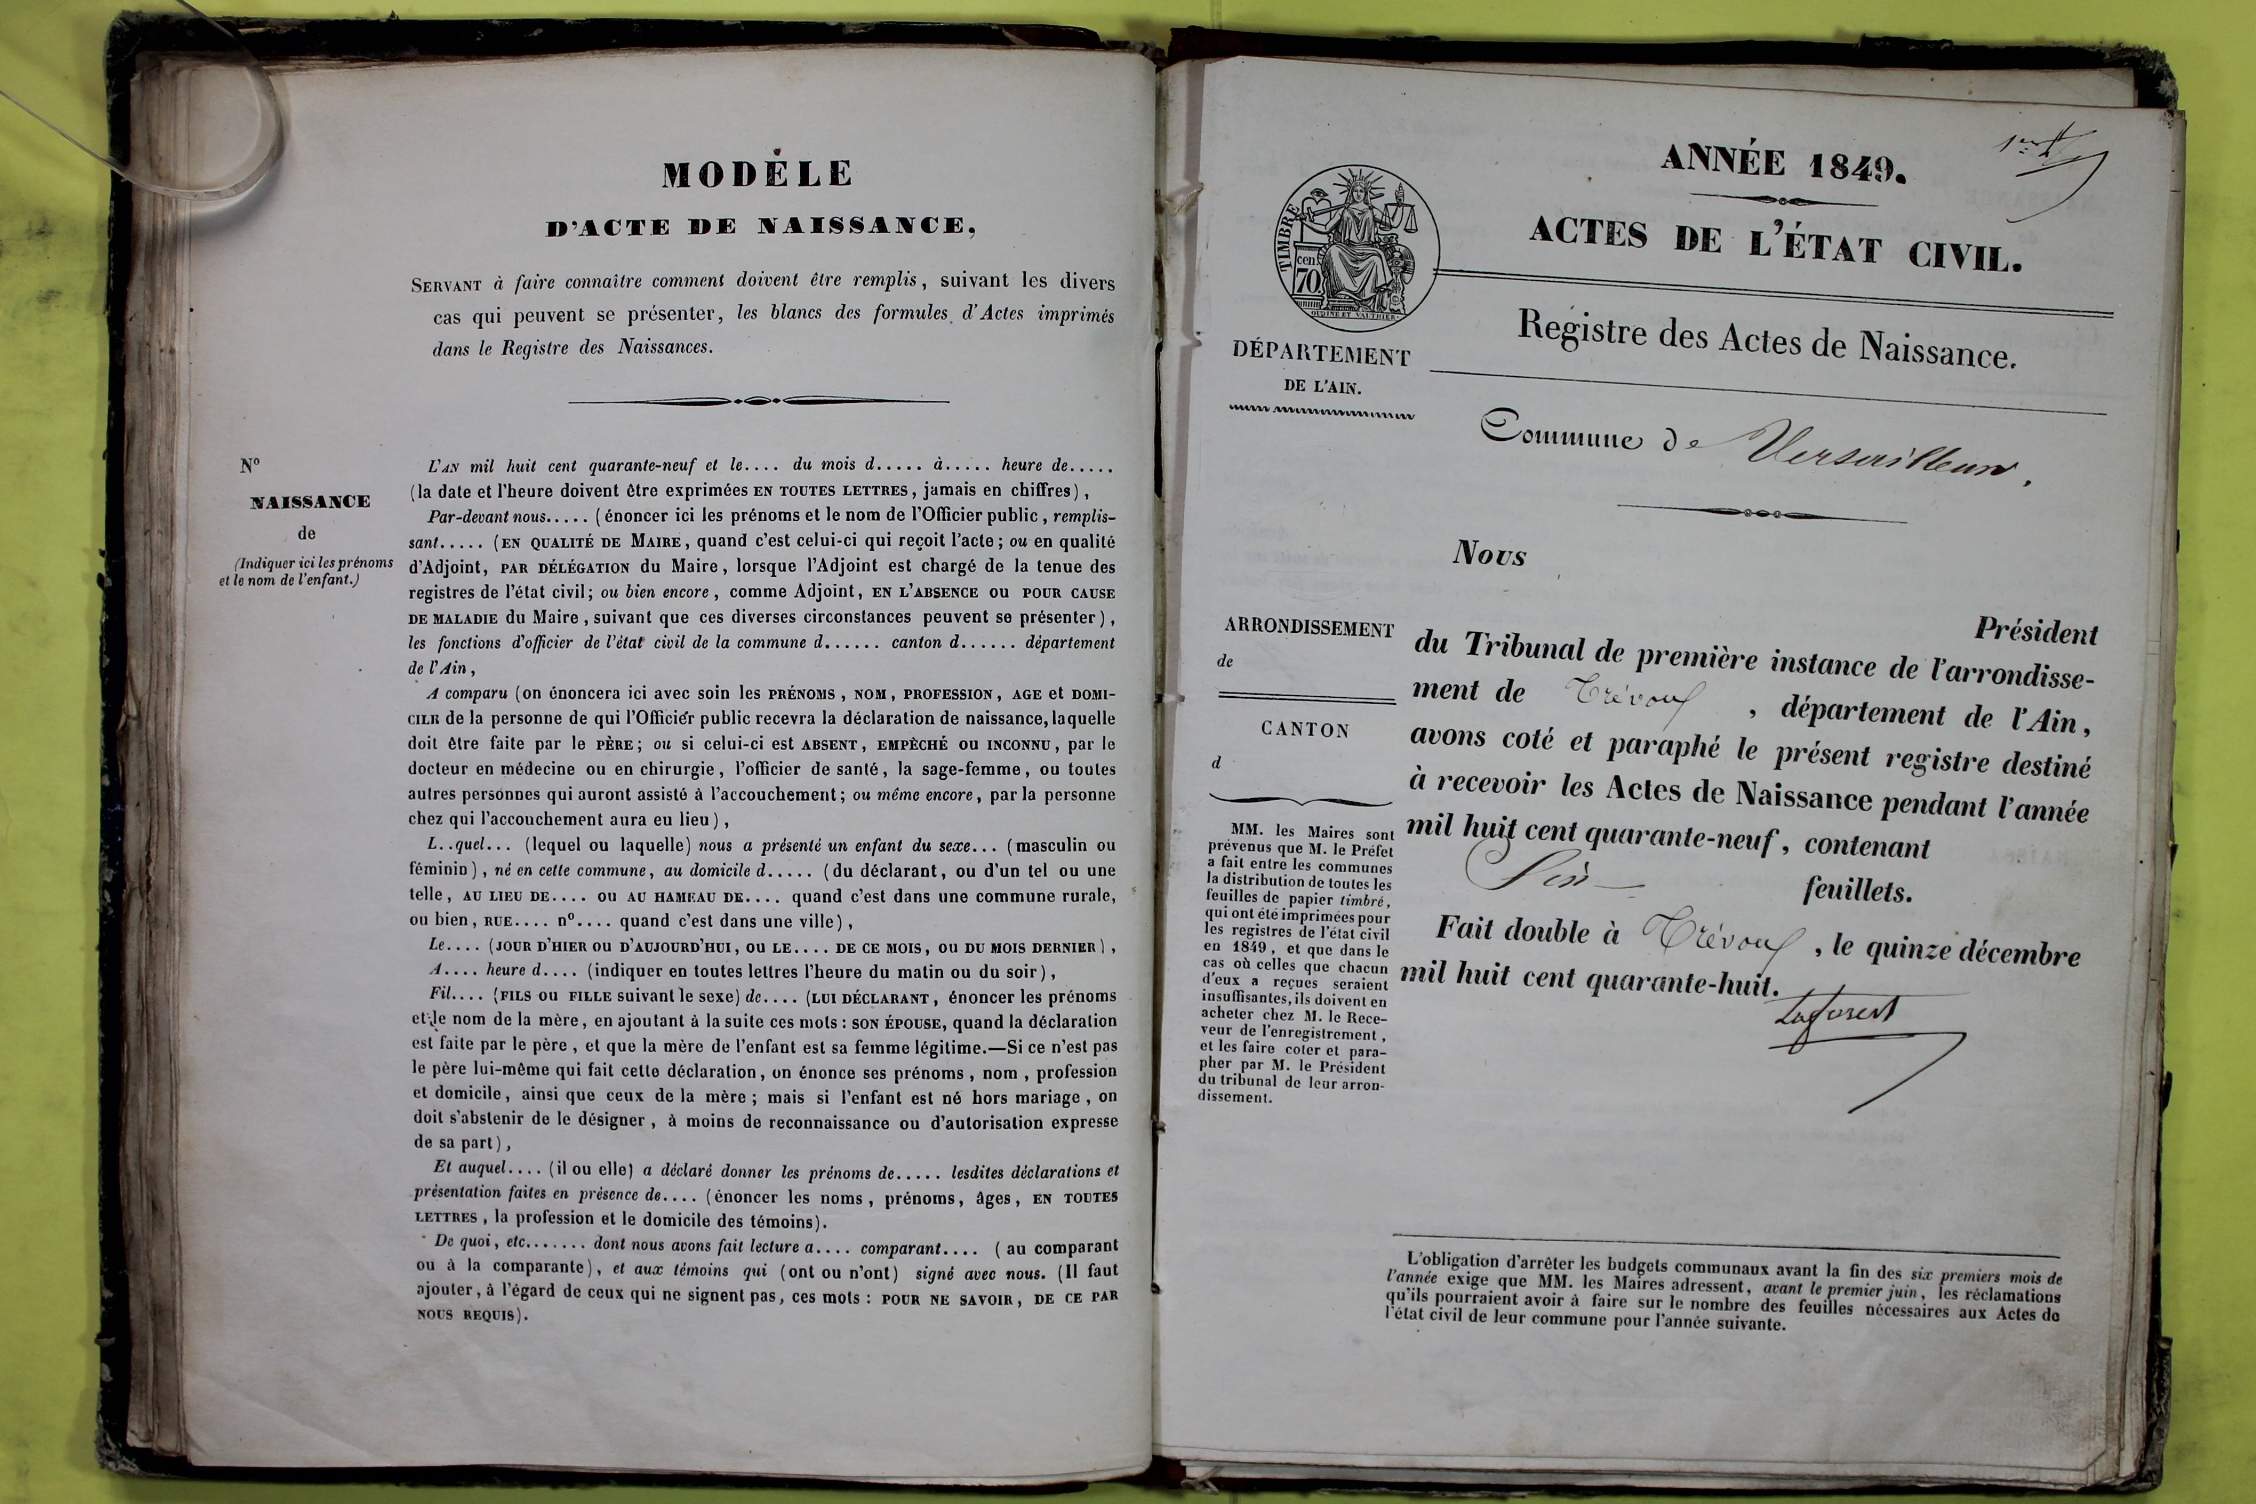 MODÈLE
D'ACTE DE NAISSANCE,
SERVANT à faire connaître comment doivent être remplis, suivant les divers
cas qui peuvent se présenter, les blancs des formules d'Actes imprimés
dans le Registre des Naissances.
N°
NAISSANCE
de
(Indiquer ici les prénoms
et le nom de l'enfant.)
L'AN mil huit cent quarante-neuf et le.... du mois d..... à..... heure de.....
(la date et l'heure doivent être exprimées EN TOUTES LETTRES, jamais en chiffres),
Par-devant nous..... (énoncer ici les prénoms et le nom de l'Officier public, remplis-
sant..... (EN QUALITÉ DE MAIRE, quand c'est celui-ci qui reçoit l'acte; ou en qualité
d'Adjoint, PAR DÉLÉGATION du Maire, lorsque l'Adjoint est chargé de la tenue des
registres de l'état civil; ou bien encore, comme Adjoint, EN L'ABSENCE ou POUR CAUSE
DE MALADIE du Maire, suivant que ces diverses circonstances peuvent se présenter),
les fonctions d'officier de l'état civil de la commune d...... canton d...... département
de l'Ain,
A comparu (on énoncera ici avec soin les PRÉNOMS, NOM, PROFESSION, AGE et DOMI-
CILE de la personne de qui l'Officier public recevra la déclaration de naissance, laquelle
doit être faite par le PÈRE; ou si celui-ci est ABSENT, EMPÊCHÉ ou INCONNU, par le
docteur en médecine ou en chirurgie, l'officier de santé, la sage-femme, ou toutes
autres personnes qui auront assisté à l'accouchement; ou même encore, par la personne
chez qui l'accouchement aura eu lieu),
L..quel... (lequel ou laquelle) nous a présenté un enfant du sexe... (masculin ou
féminin), né en cette commune, au domicile d..... (du déclarant, ou d'un tel ou une
telle, AU LIEU DE.... ou AU HAMEAU DE.... quand c'est dans une commune rurale,
ou bien, RUE.... n°.... quand c'est dans une ville),
Le.... (JOUR D'HIER ou D'AUJOURD'HUI, ou LE.... DE CE MOIS, ou DU MOIS DERNIER),
A.... heure d.... (indiquer en toutes lettres l'heure du matin ou du soir),
Fil.... (FILS ou FILLE suivant le sexe) de.... (LUI DÉCLARANT, énoncer les prénoms
et le nom de la mère, en ajoutant à la suite ces mots: SON ÉPOUSE, quand la déclaration
est faite par le père, et que la mère de l'enfant est sa femme légitime.—Si ce n'est pas
le père lui-même qui fait cette déclaration, on énonce ses prénoms, nom, profession
et domicile, ainsi que ceux de la mère; mais si l'enfant est né hors mariage, on
doit s'abstenir de le désigner, à moins de reconnaissance ou d'autorisation expresse
de sa part),
Et auquel.... (il ou elle) a déclaré donner les prénoms de..... lesdites déclarations et
présentation faites en présence de.... (énoncer les noms, prénoms, âges, EN TOUTES
LETTRES, la profession et le domicile des témoins).
De quoi, etc....... dont nous avons fait lecture a.... comparant.... (au comparant
ou à la comparante), et aux témoins qui (ont ou n'ont) signé avec nous. (Il faut
ajouter, à l'égard de ceux qui ne signent pas, ces mots: POUR NE SAVOIR, DE CE PAR
NOUS REQUIS).
ANNÉE 1849.
ACTES DE L'ÉTAT CIVIL.
TIMBRE
cen.
70.
OUDINE ET VAUTHIER
Registre des Actes de Naissance.
DÉPARTEMENT
DE L'AIN.
Commune de Versailleux.
Nous
Président
ARRONDISSEMENT
de
CANTON
d
du Tribunal de première instance de l'arrondisse-
ment de Trévoux, département de l'Ain,
avons coté et paraphé le présent registre destiné
à recevoir les Actes de Naissance pendant l'année
mil huit cent quarante-neuf, contenant
Six feuillets.
Fait double à Trévoux, le quinze décembre
mil huit cent quarante-huit.
Laforest
MM. les Maires sont
prévenus que M. le Préfet
a fait entre les communes
la distribution de toutes les
feuilles de papier timbré,
qui ont été imprimées pour
les registres de l'état civil
en 1849, et que dans le
cas où celles que chacun
d'eux a reçues seraient
insuffisantes, ils doivent en
acheter chez M. le Rece-
veur de l'enregistrement,
et les faire coter et para-
pher par M. le Président
du tribunal de leur arron-
dissement.
L'obligation d'arrêter les budgets communaux avant la fin des six premiers mois de
l'année exige que MM. les Maires adressent, avant le premier juin, les réclamations
qu'ils pourraient avoir à faire sur le nombre des feuilles nécessaires aux Actes de
l'état civil de leur commune pour l'année suivante.